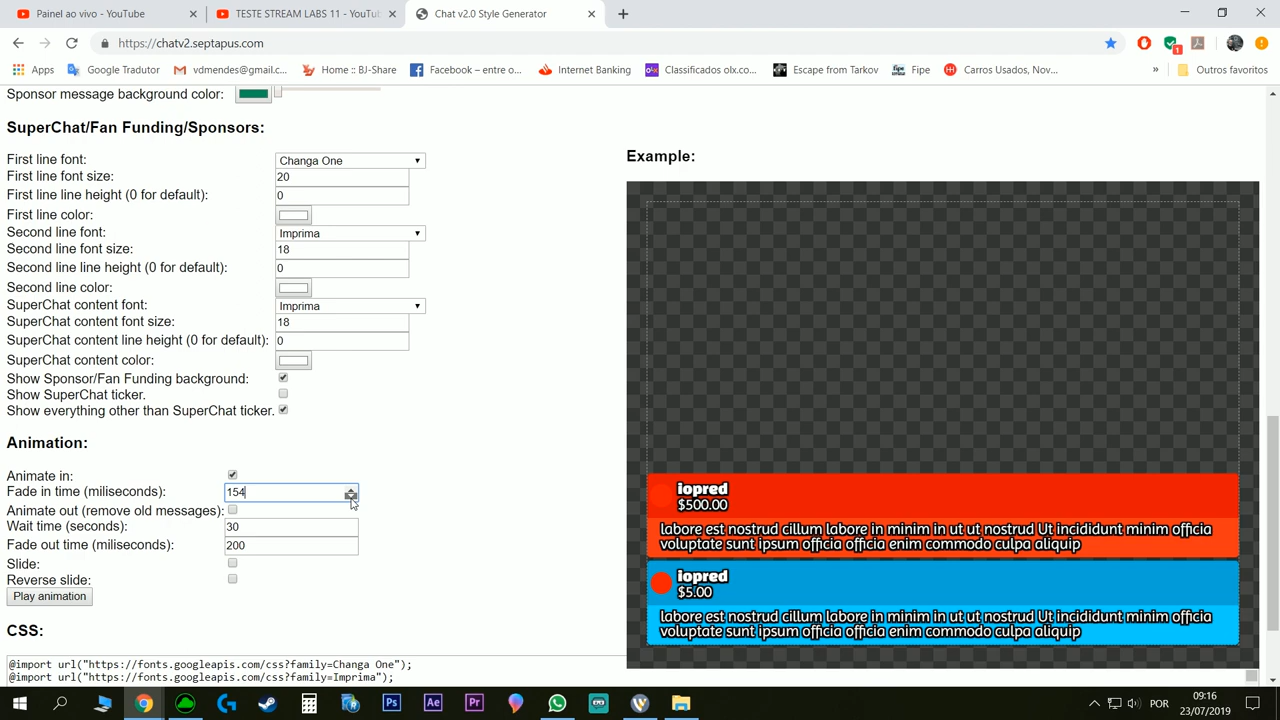 Painel ao vivo - YouTube
TESTE STREAM LABS 11 - YouTu
Chat v2.0 Style Generator
https://chatv2.septapus.com
Apps
Google Tradutor
vdmendes@gmail.c...
Home :: BJ-Share
Facebook – entre o...
Internet Banking
Classificados olx.co...
Escape from Tarkov
Fipe
Carros Usados, Nov...
»
Outros favoritos
Sponsor message background color:
SuperChat/Fan Funding/Sponsors:
First line font: Changa One
First line font size: 20
First line line height (0 for default): 0
First line color:
Second line font: Imprima
Second line font size: 18
Second line line height (0 for default): 0
Second line color:
SuperChat content font: Imprima
SuperChat content font size: 18
SuperChat content line height (0 for default): 0
SuperChat content color:
Show Sponsor/Fan Funding background:
Show SuperChat ticker.
Show everything other than SuperChat ticker.
Animation:
Animate in:
Fade in time (miliseconds): 154
Animate out (remove old messages):
Wait time (seconds): 30
Fade out time (miliseconds): 200
Slide:
Reverse slide:
Play animation
CSS:
@import url("https://fonts.googleapis.com/css?family=Changa One");
@import url("https://fonts.googleapis.com/css?family=Imprima");
Example:
iopred
$500.00
labore est nostrud cillum labore in minim in ut ut nostrud Ut incididunt minim officia
voluptate sunt ipsum officia officia enim commodo culpa aliquip
iopred
$5.00
labore est nostrud cillum labore in minim in ut ut nostrud Ut incididunt minim officia
voluptate sunt ipsum officia officia enim commodo culpa aliquip
Ps
Ae
Pr
POR
09:16
23/07/2019